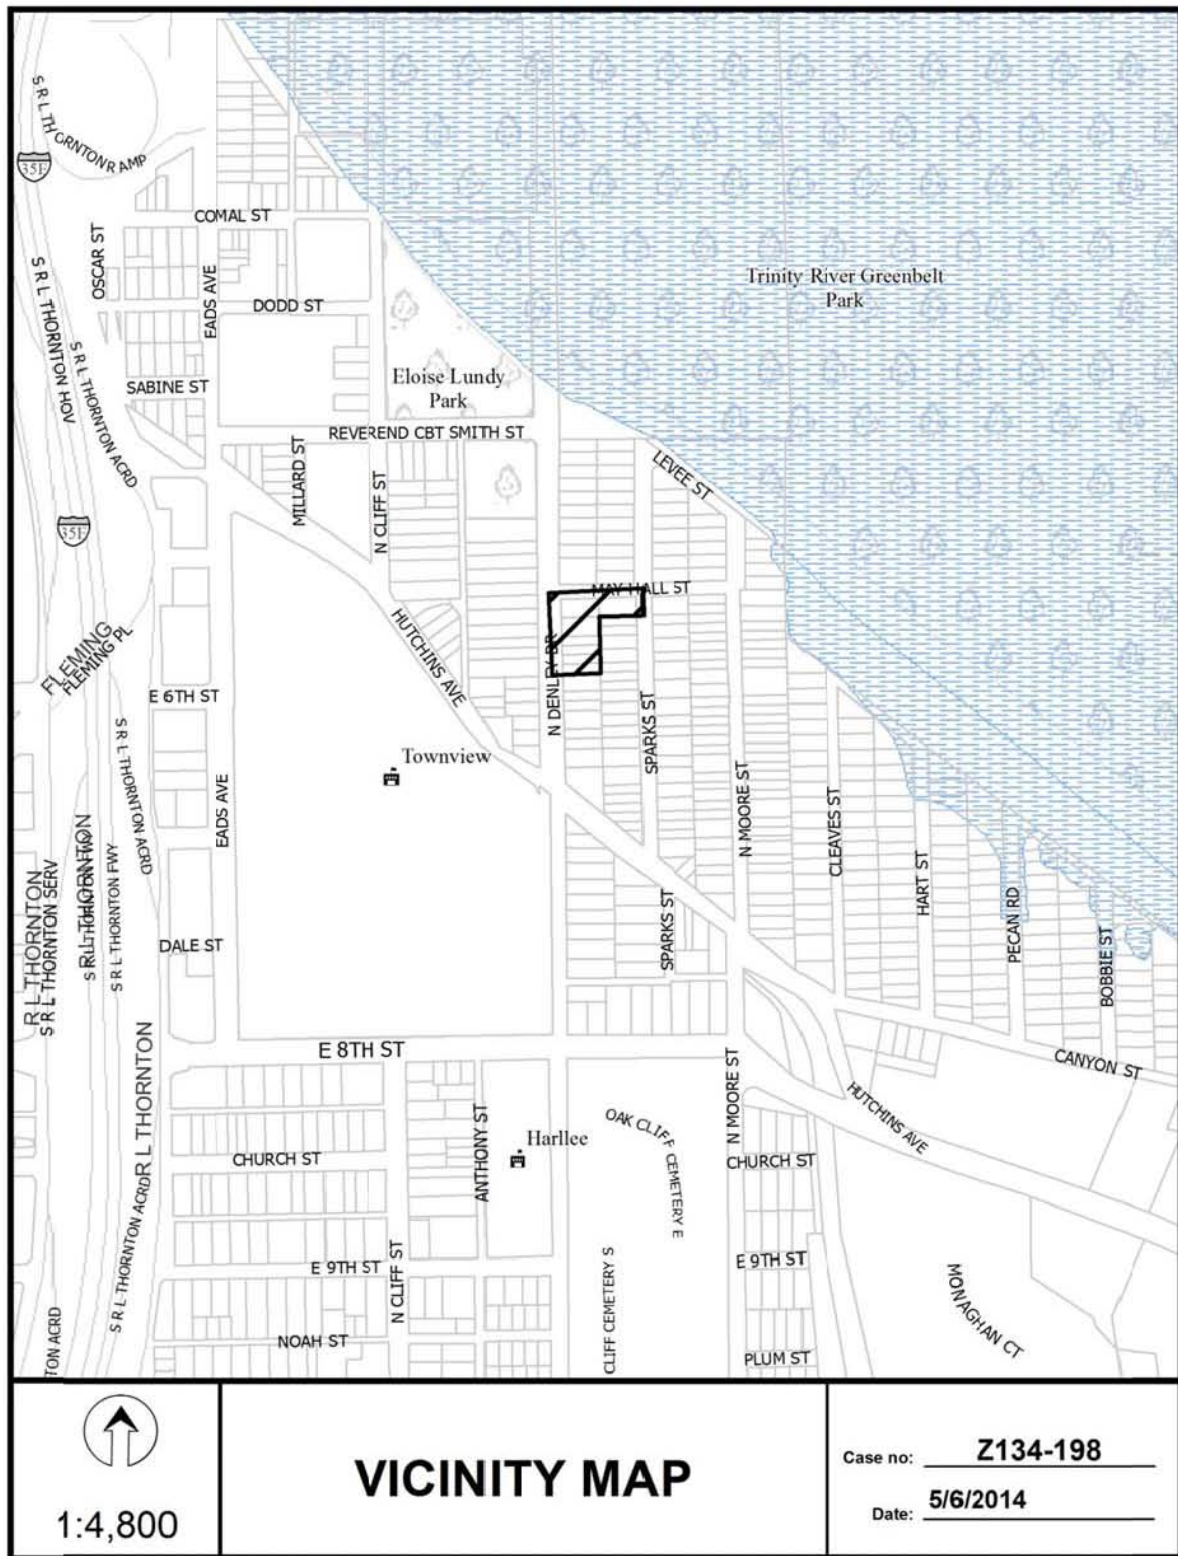 S R L THORNTON RAMP
35E
COMAL ST
OSCAR ST
EADS AVE
DODD ST
S R L THORNTON HOV
S R L THORNTON ACRD
SABINE ST
Trinity River Greenbelt
Park
Eloise Lundy
Park
REVEREND CBT SMITH ST
MILLARD ST
N CLIFF ST
LEVEE ST
35E
MAY HALL ST
HUTCHINS AVE
N DENLEY DR
FLEMING
FLEMING PL
E 6TH ST
SPARKS ST
Townview
S R L THORNTON ACRD
EADS AVE
N MOORE ST
CLEAVES ST
HART ST
PECAN RD
BOBBIE ST
R L THORNTON
S R L THORNTON SERV
R L THORNTON
S R L THORNTON FWY
S R L THORNTON FWY
SPARKS ST
DALE ST
E 8TH ST
CANYON ST
R L THORNTON
N MOORE ST
HUTCHINS AVE
ANTHONY ST
Harllee
OAK CLIFF CEMETERY E
CHURCH ST
CHURCH ST
S R L THORNTON ACRD
E 9TH ST
N CLIFF ST
E 9TH ST
CLIFF CEMETERY S
MONAGHAN CT
TON ACRD
NOAH ST
PLUM ST
1:4,800
VICINITY MAP
Case no: Z134-198
Date: 5/6/2014